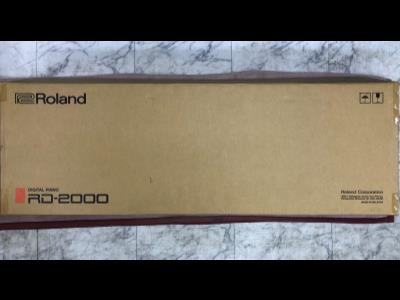 Roland
DIGITAL PIANO
RD-2000
Roland Corporation